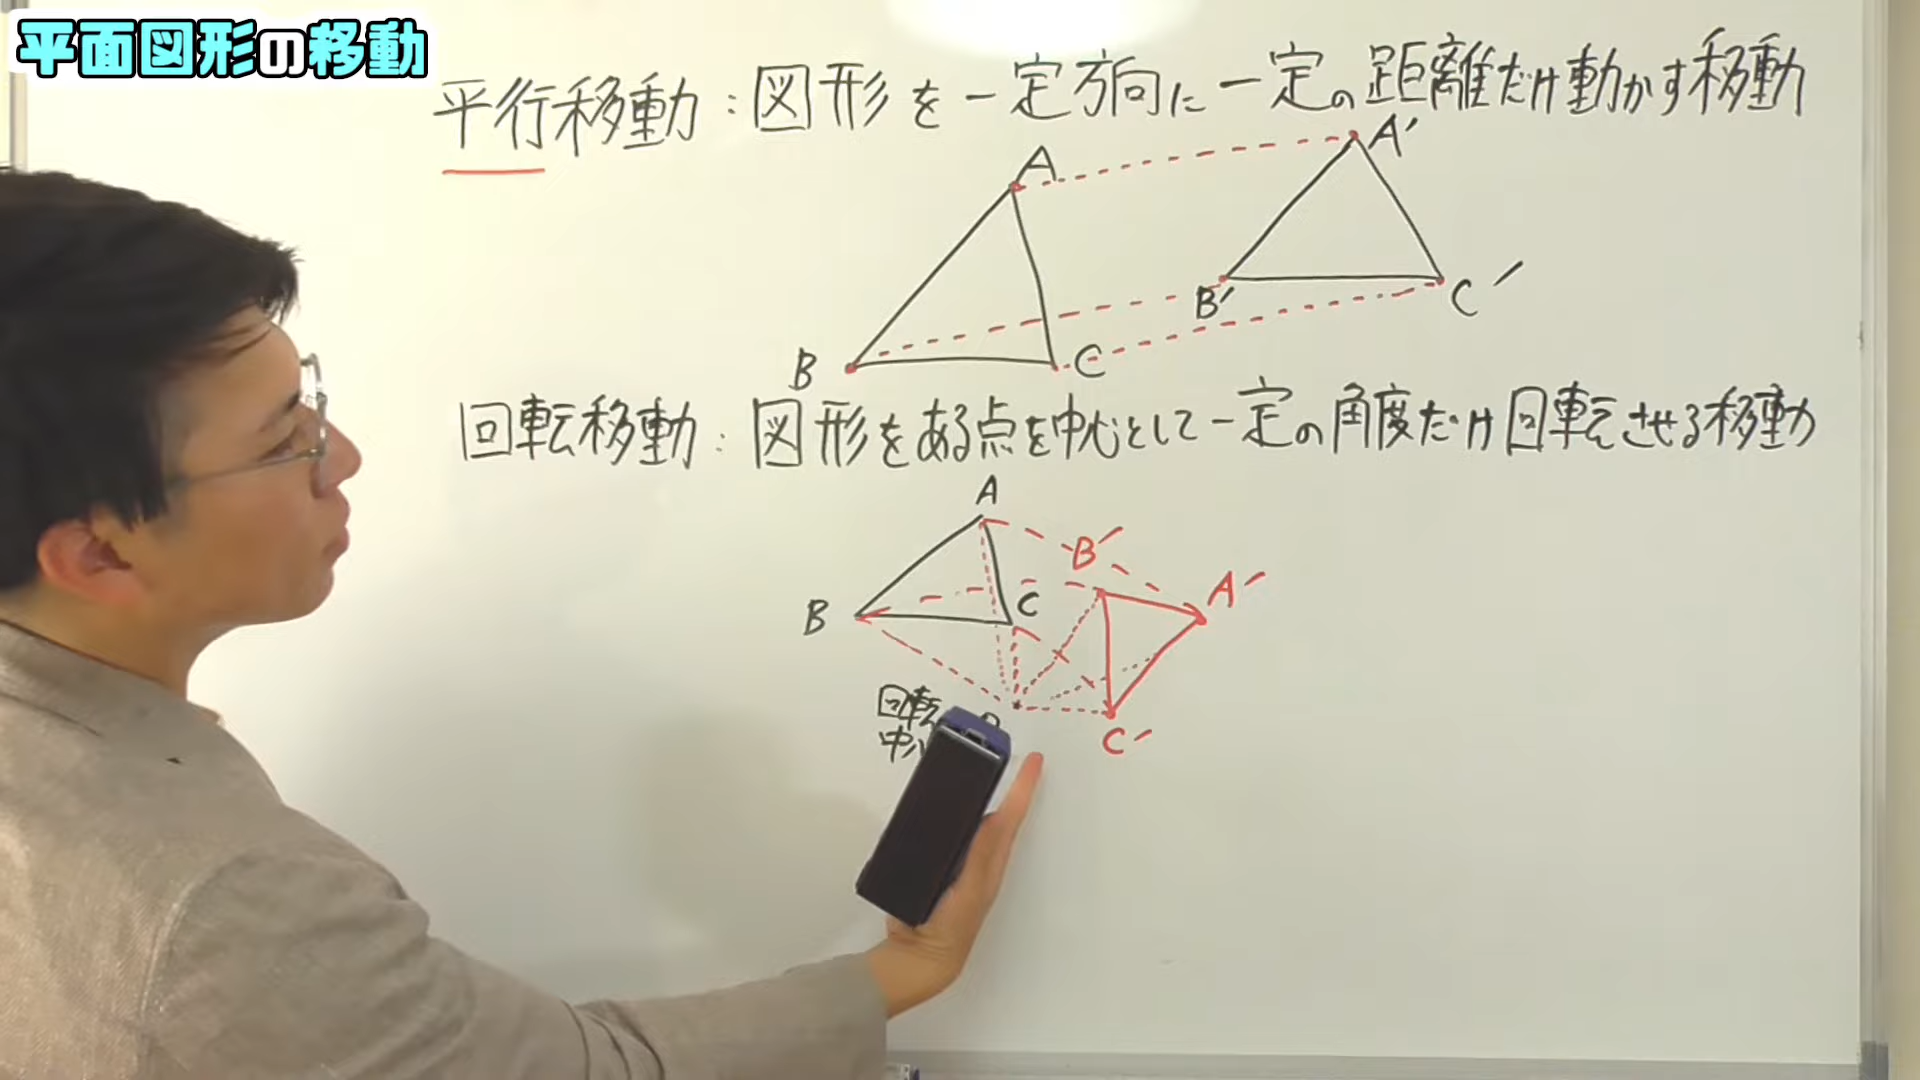 平面図形の移動
平行移動：図形を一定方向に一定の距離だけ動かす移動
A
A′
B
C
B′
C′
回転移動：図形をある点を中心として一定の角度だけ回転させる移動
A
B
C
B′
A′
回転
中
C′